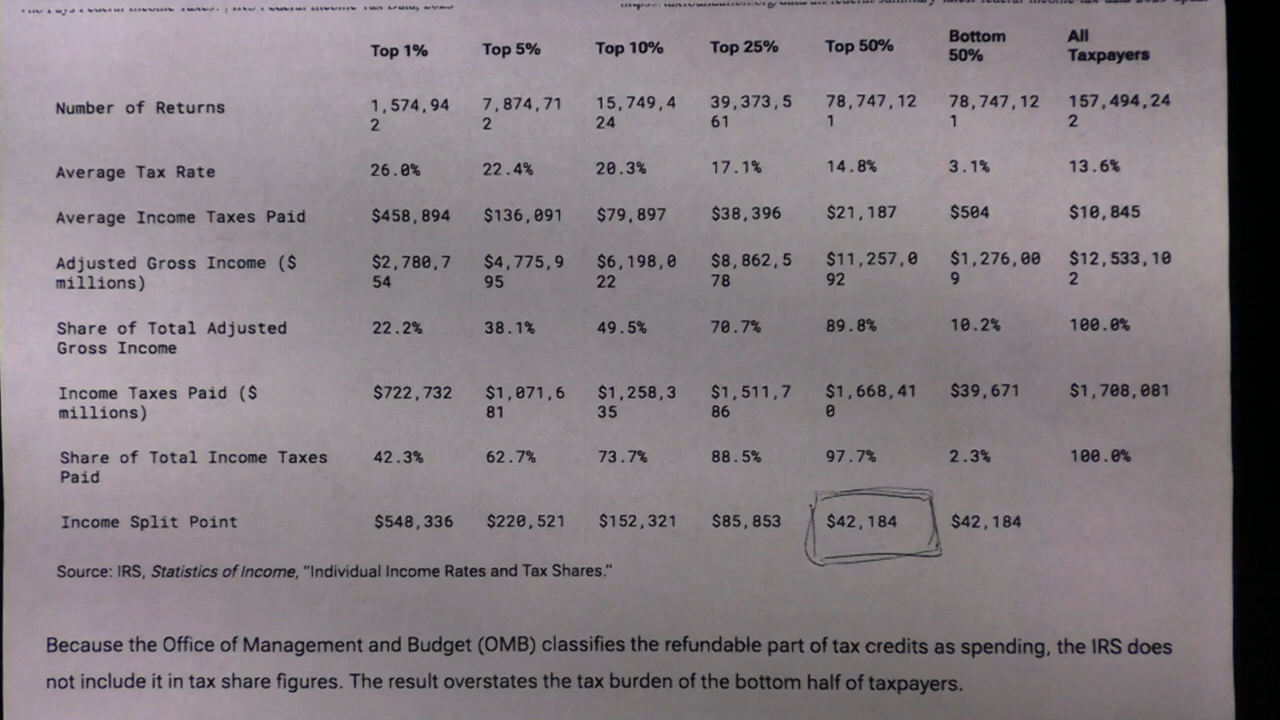 Top 1% Top 5% Top 10% Top 25% Top 50% Bottom 50% All Taxpayers
Number of Returns 1,574,942 7,874,712 15,749,424 39,373,561 78,747,121 78,747,121 157,494,242
Average Tax Rate 26.0% 22.4% 20.3% 17.1% 14.8% 3.1% 13.6%
Average Income Taxes Paid $458,894 $136,091 $79,897 $38,396 $21,187 $504 $10,845
Adjusted Gross Income ($ millions) $2,780,754 $4,775,995 $6,198,022 $8,862,578 $11,257,092 $1,276,009 $12,533,102
Share of Total Adjusted Gross Income 22.2% 38.1% 49.5% 70.7% 89.8% 10.2% 100.0%
Income Taxes Paid ($ millions) $722,732 $1,071,681 $1,258,335 $1,511,786 $1,668,410 $39,671 $1,708,081
Share of Total Income Taxes Paid 42.3% 62.7% 73.7% 88.5% 97.7% 2.3% 100.0%
Income Split Point $548,336 $220,521 $152,321 $85,853 $42,184 $42,184
Source: IRS, Statistics of Income, "Individual Income Rates and Tax Shares."
Because the Office of Management and Budget (OMB) classifies the refundable part of tax credits as spending, the IRS does
not include it in tax share figures. The result overstates the tax burden of the bottom half of taxpayers.